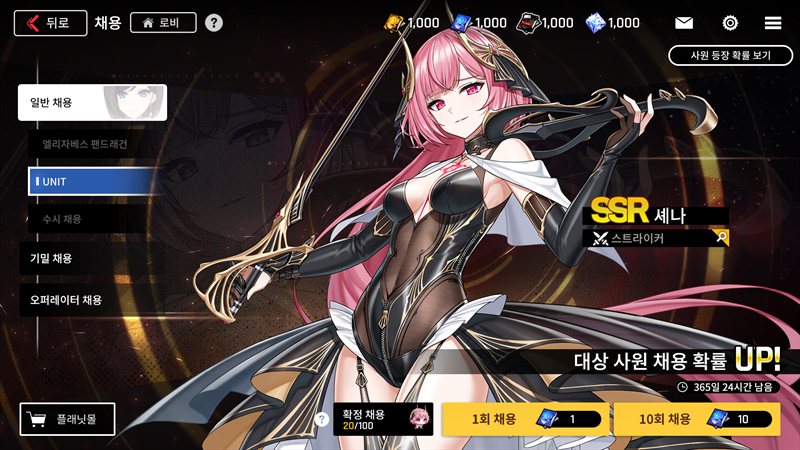 뒤로
채용
로비
?
1,000
1,000
1,000
1,000
사원 등장 확률 보기
일반 채용
엘리자베스 팬드래건
UNIT
수시 채용
기밀 채용
오퍼레이터 채용
SSR 세나
스트라이커
대상 사원 채용 확률 UP!
365일 24시간 남음
플래닛몰
?
확정 채용
20/100
1회 채용
1
10회 채용
10